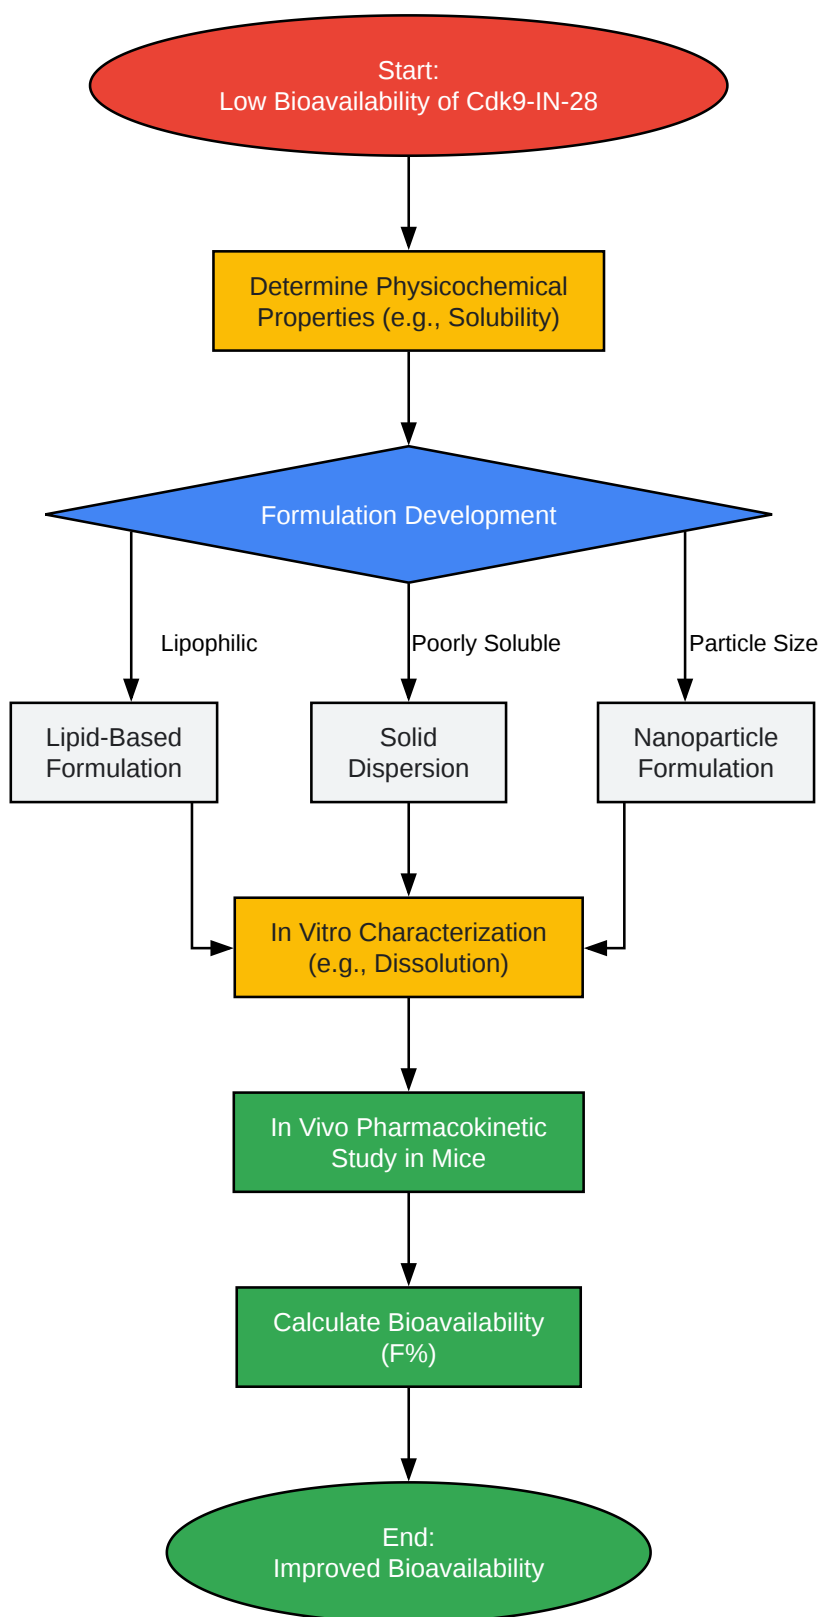 Start:
Low Bioavailability of Cdk9-IN-28
Determine Physicochemical
Properties (e.g., Solubility)
Formulation Development
Lipophilic
Poorly Soluble
Particle Size
Lipid-Based
Formulation
Solid
Dispersion
Nanoparticle
Formulation
In Vitro Characterization
(e.g., Dissolution)
In Vivo Pharmacokinetic
Study in Mice
Calculate Bioavailability
(F%)
End:
Improved Bioavailability